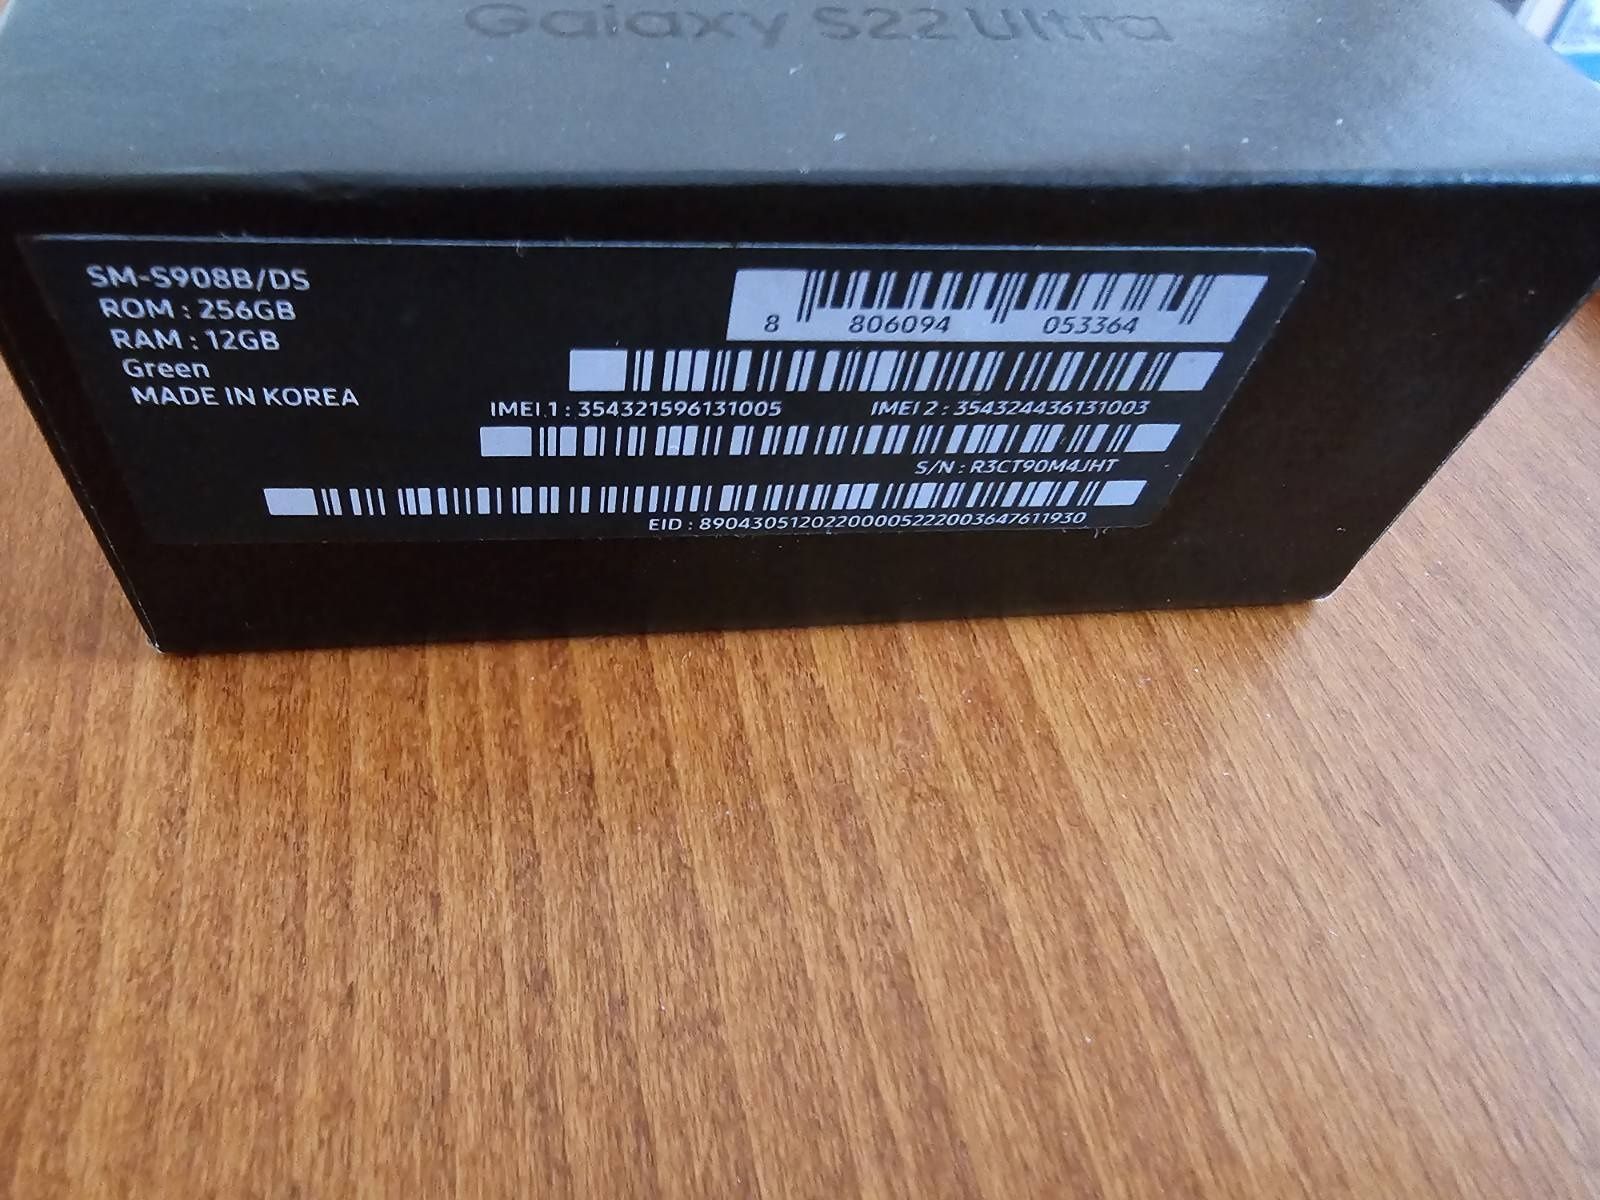 Galaxy S22 Ultra
SM-S908B/DS
ROM : 256GB
RAM : 12GB
Green
MADE IN KOREA
8 806094 053364
IMEI 1 : 354321596131005 IMEI 2 : 354324436131003
S/N : R3CT90M4JHT
EID : 89043051202200005222003647611930